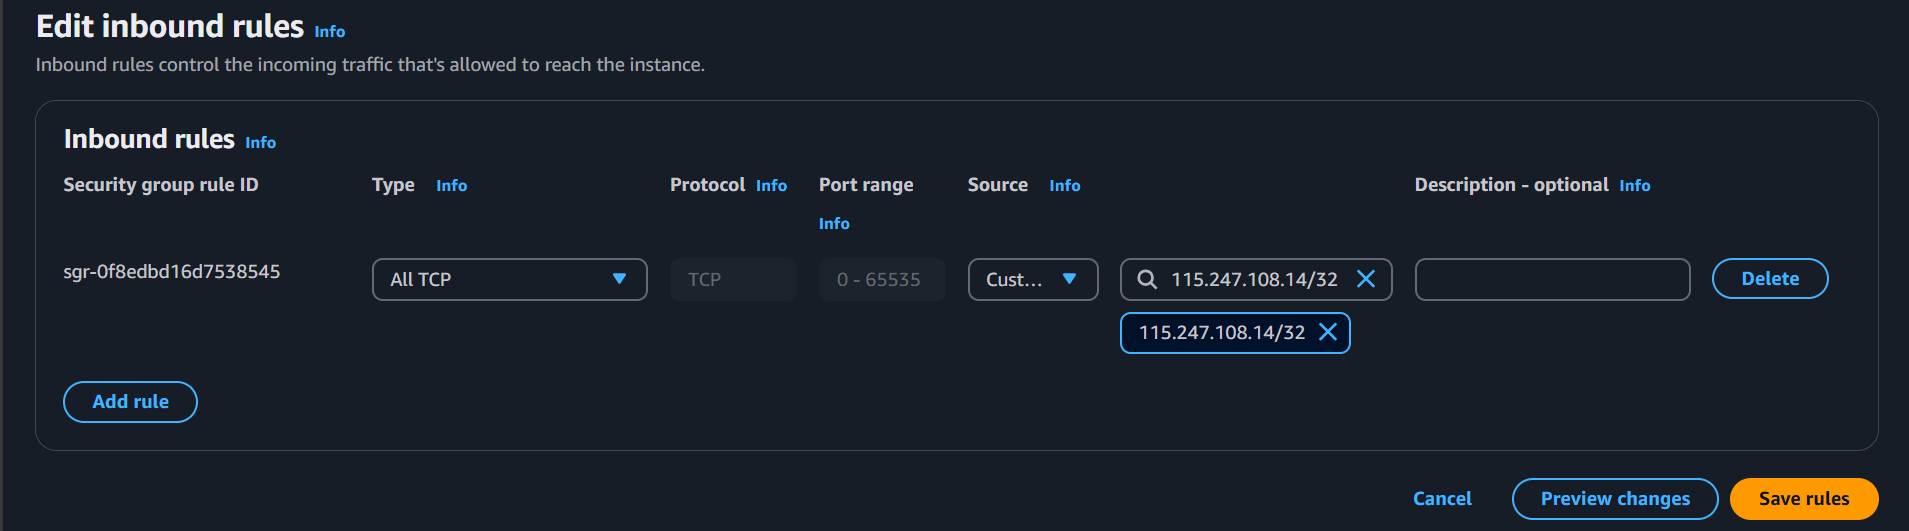 Edit inbound rules Info
Inbound rules control the incoming traffic that's allowed to reach the instance.
Inbound rules Info
Security group rule ID Type Info Protocol Info Port range Source Info Description - optional Info
Info
sgr-0f8edbd16d7538545 All TCP TCP 0 - 65535 Cust... 115.247.108.14/32 Delete
115.247.108.14/32
Add rule
Cancel Preview changes Save rules